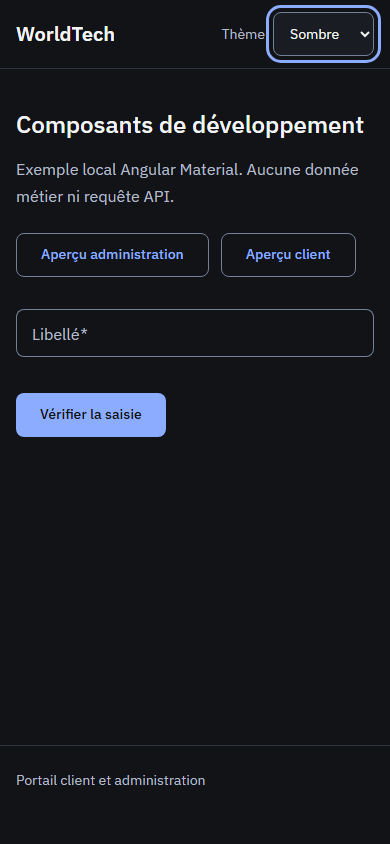 WorldTech
Thème
Sombre
Composants de développement
Exemple local Angular Material. Aucune donnée
métier ni requête API.
Aperçu administration
Aperçu client
Libellé*
Vérifier la saisie
Portail client et administration